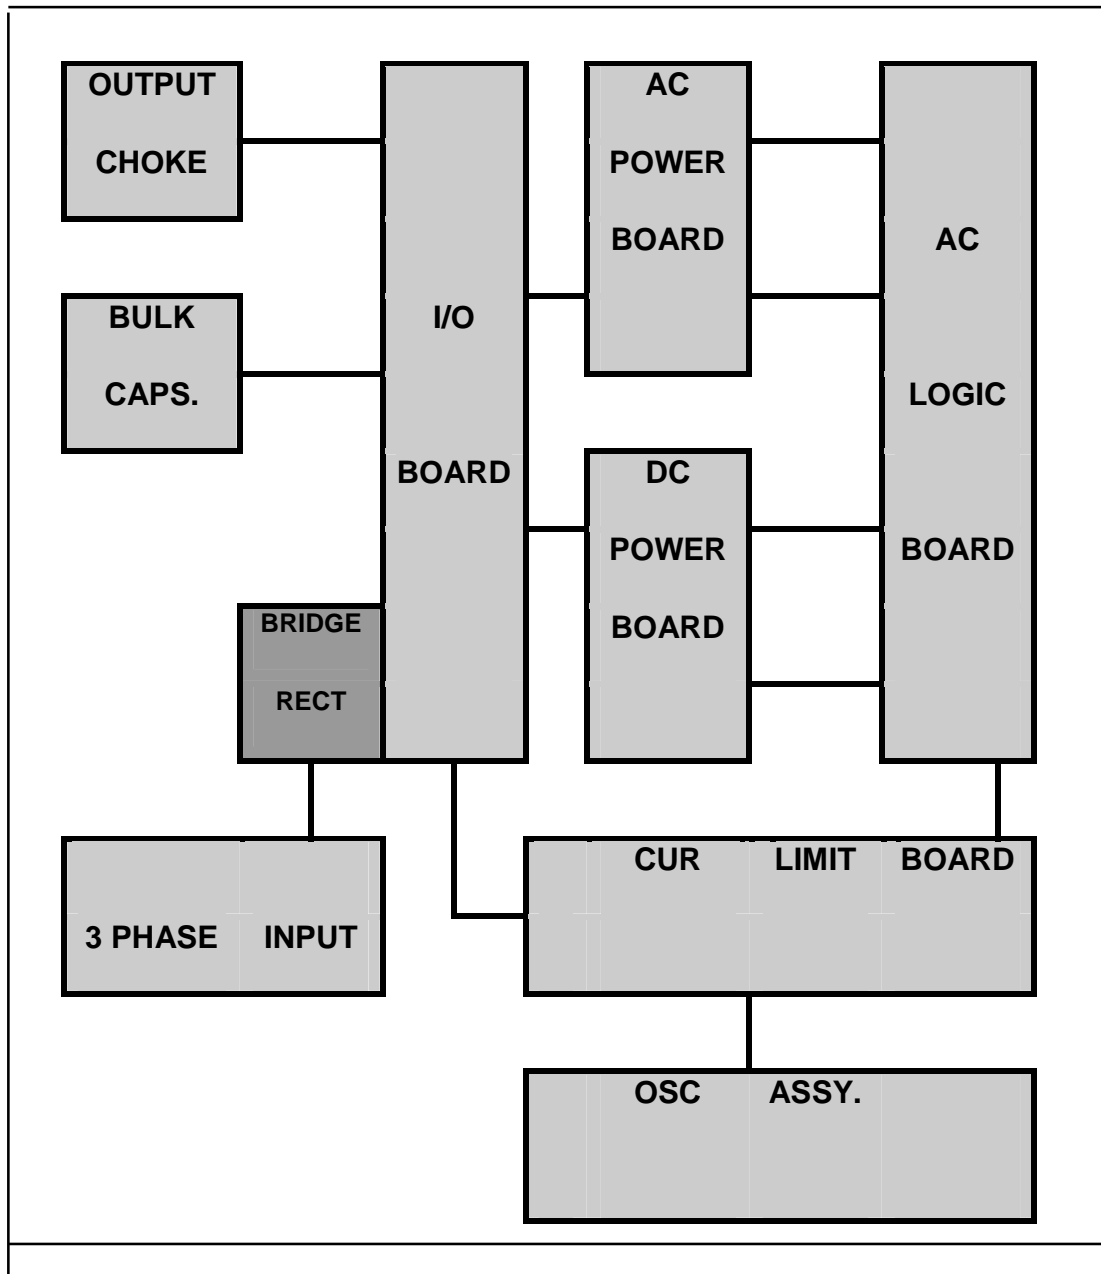 OUTPUT
CHOKE
BULK
CAPS.
I/O
BOARD
AC
POWER
BOARD
DC
POWER
BOARD
AC
LOGIC
BOARD
BRIDGE
RECT
3 PHASE INPUT
CUR LIMIT BOARD
OSC ASSY.